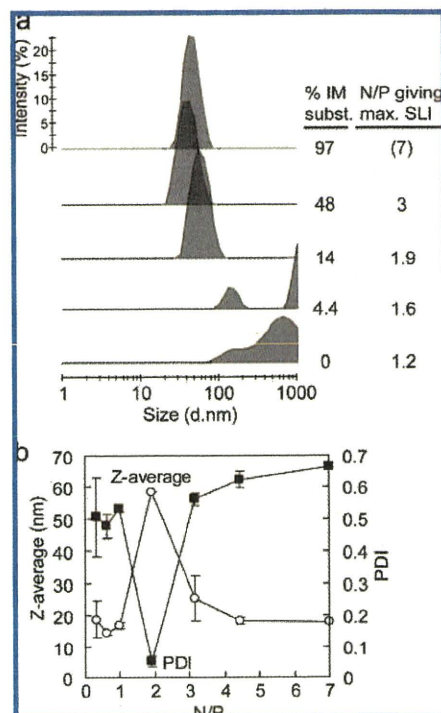 a
Intensity (%)
20
15
10
5
0
% IM N/P giving
subst. max. SLI
97 (7)
48 3
14 1.9
4.4 1.6
0 1.2
1 10 100 1000
Size (d.nm)
b
Z-average (nm)
70
60
50
40
30
20
10
0
Z-average
PDI
0.7
0.6
0.5
0.4
0.3
0.2
0.1
0
PDI
0 1 2 3 4 5 6 7
N/P